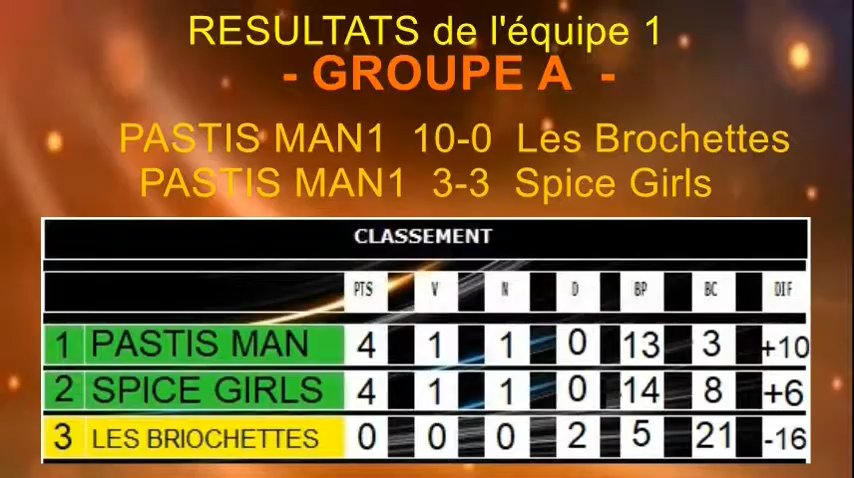 RESULTATS de l'équipe 1
- GROUPE A -
PASTIS MAN1 10-0 Les Brochettes
PASTIS MAN1 3-3 Spice Girls
CLASSEMENT
PTS V N D BP BC DIF
1 PASTIS MAN 4 1 1 0 13 3 +10
2 SPICE GIRLS 4 1 1 0 14 8 +6
3 LES BRIOCHETTES 0 0 0 2 5 21 -16